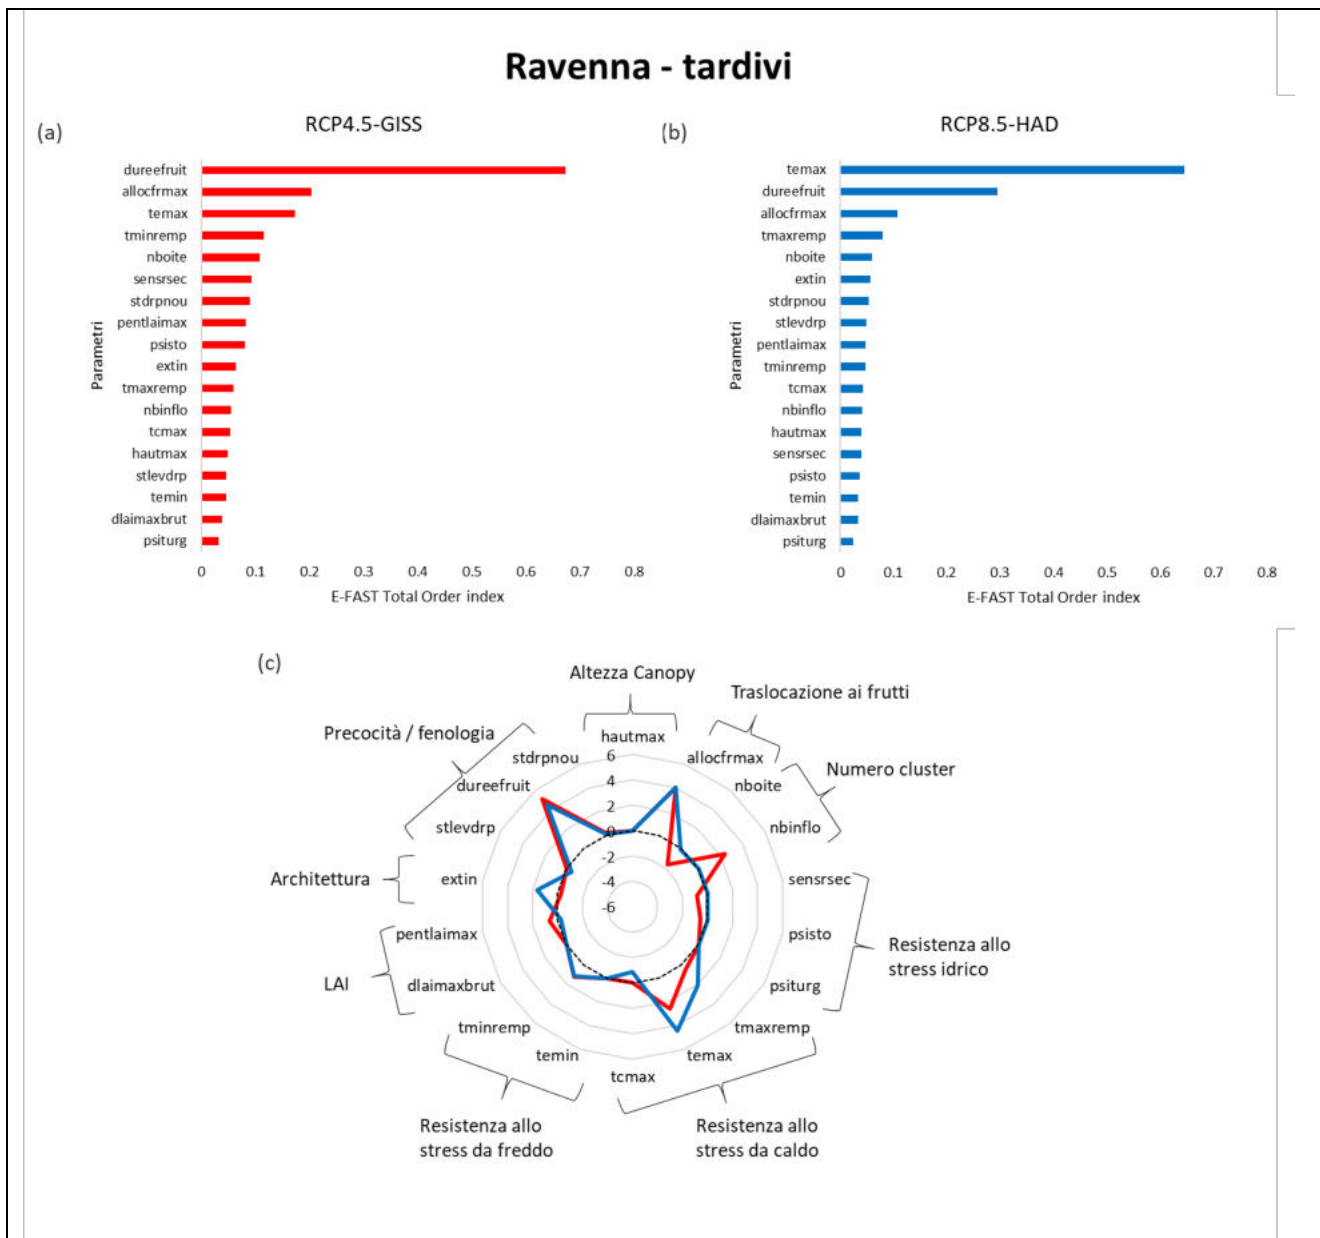 Ravenna - tardivi
(a)
RCP4.5-GISS
dureefruit
allocfrmax
temax
tminremp
nboite
sensrsec
stdrpnou
pentlaimax
psisto
extin
tmaxremp
nbinflo
tcmax
hautmax
stlevdrp
temin
dlaimaxbrut
psiturg
Parametri
0 0.1 0.2 0.3 0.4 0.5 0.6 0.7 0.8
E-FAST Total Order index
(b)
RCP8.5-HAD
temax
dureefruit
allocfrmax
tmaxremp
nboite
extin
stdrpnou
stlevdrp
pentlaimax
tminremp
tcmax
nbinflo
hautmax
sensrsec
psisto
temin
dlaimaxbrut
psiturg
Parametri
0 0.1 0.2 0.3 0.4 0.5 0.6 0.7 0.8
E-FAST Total Order index
(c)
Altezza Canopy
Traslocazione ai frutti
Numero cluster
Resistenza allo
stress idrico
Resistenza allo
stress da caldo
Resistenza allo
stress da freddo
LAI
Architettura
Precocità / fenologia
hautmax
allocfrmax
nboite
nbinflo
sensrsec
psisto
psiturg
tmaxremp
temax
tcmax
temin
tminremp
dlaimaxbrut
pentlaimax
extin
stlevdrp
dureefruit
stdrpnou
6
4
2
0
-2
-4
-6